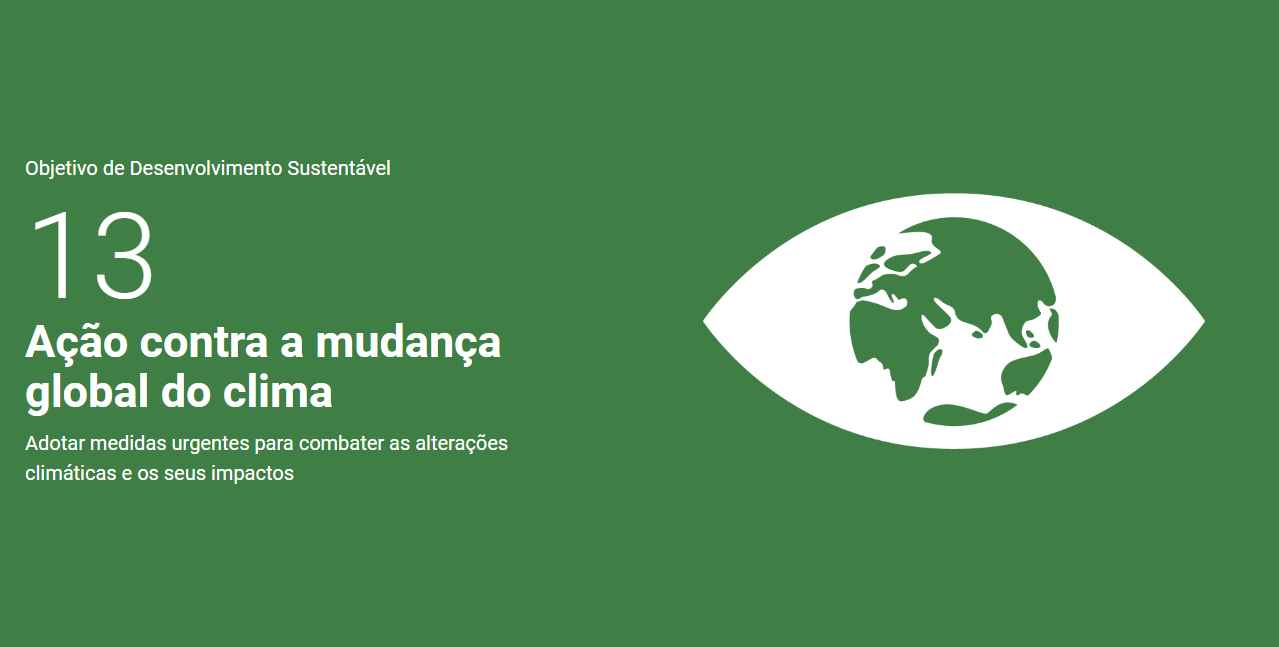 Objetivo de Desenvolvimento Sustentável
13
Ação contra a mudança
global do clima
Adotar medidas urgentes para combater as alterações
climáticas e os seus impactos